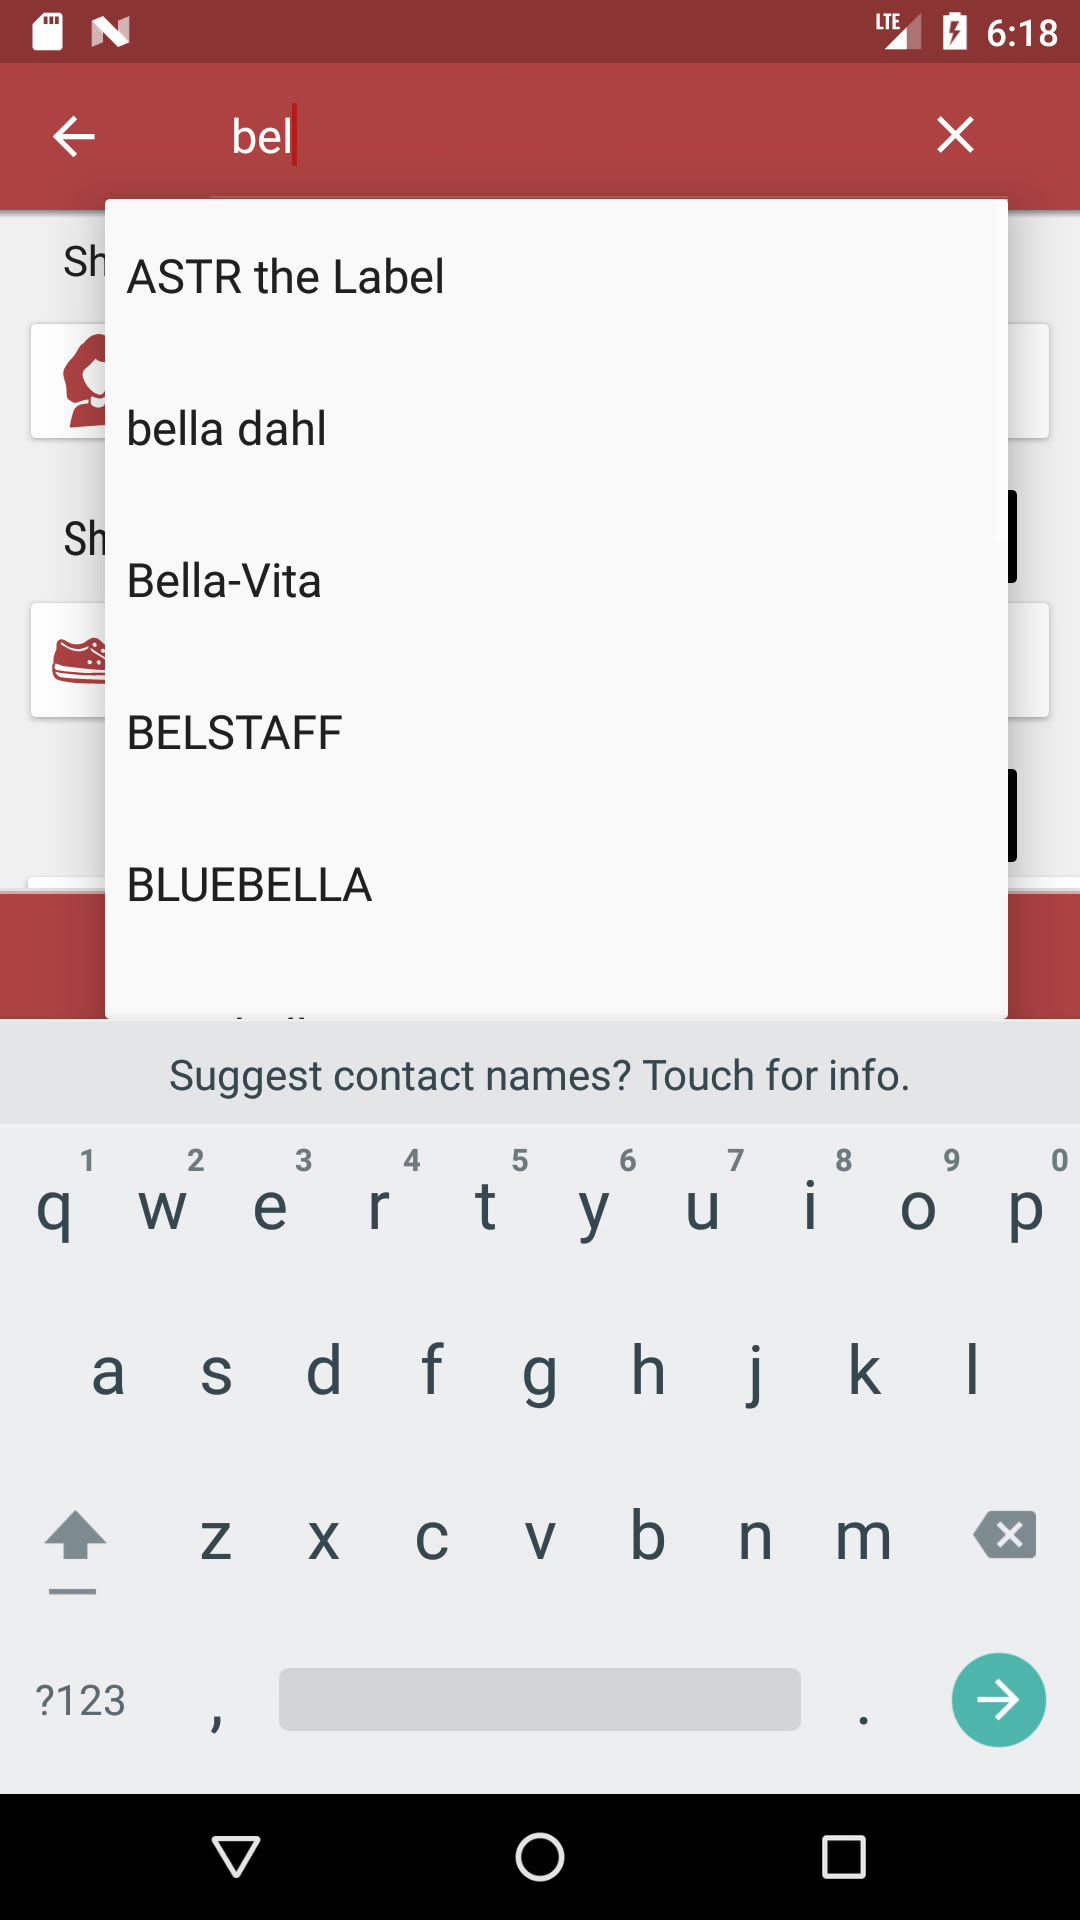 LTE 6:18
bel
Sh
ASTR the Label
bella dahl
Bella-Vita
Sh
BELSTAFF
BLUEBELLA
Suggest contact names? Touch for info.
1 2 3 4 5 6 7 8 9 0
q w e r t y u i o p
a s d f g h j k l
z x c v b n m
?123 , .